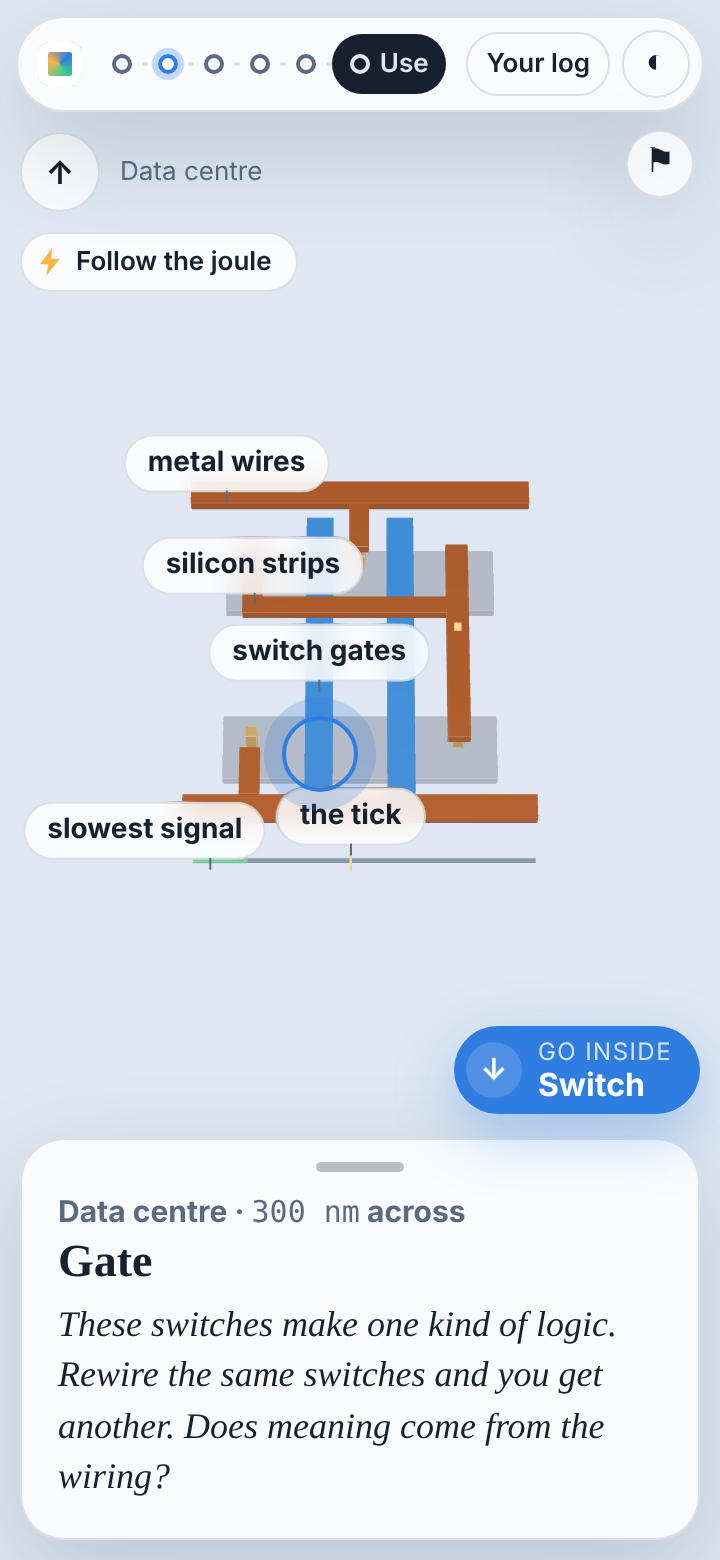 Use
Your log
Data centre
Follow the joule
metal wires
silicon strips
switch gates
the tick
slowest signal
GO INSIDE
Switch
Data centre · 300 nm across
Gate
These switches make one kind of logic.
Rewire the same switches and you get
another. Does meaning come from the
wiring?